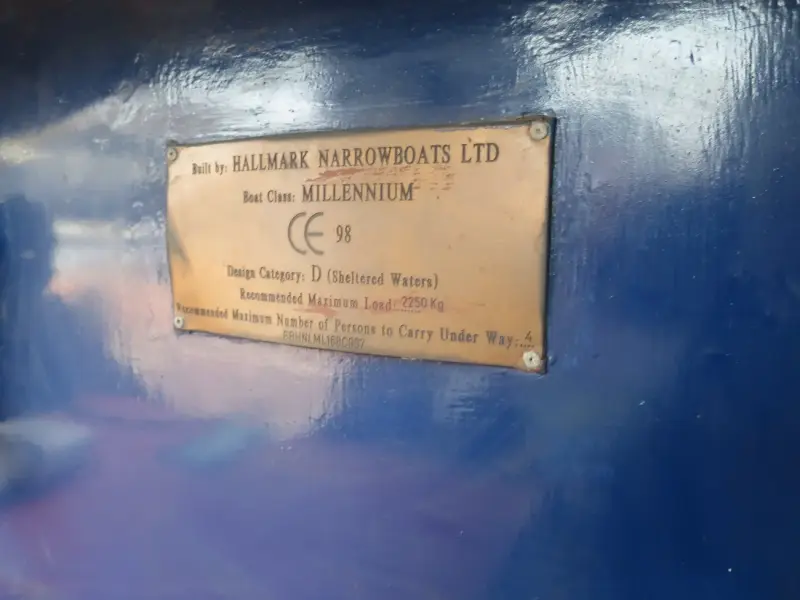 Built by: HALLMARK NARROWBOATS LTD
Boat Class: MILLENNIUM
CE 98
Design Category: D (Sheltered Waters)
Recommended Maximum Load: 2250 Kg
Recommended Maximum Number of Persons to Carry Under Way: 4